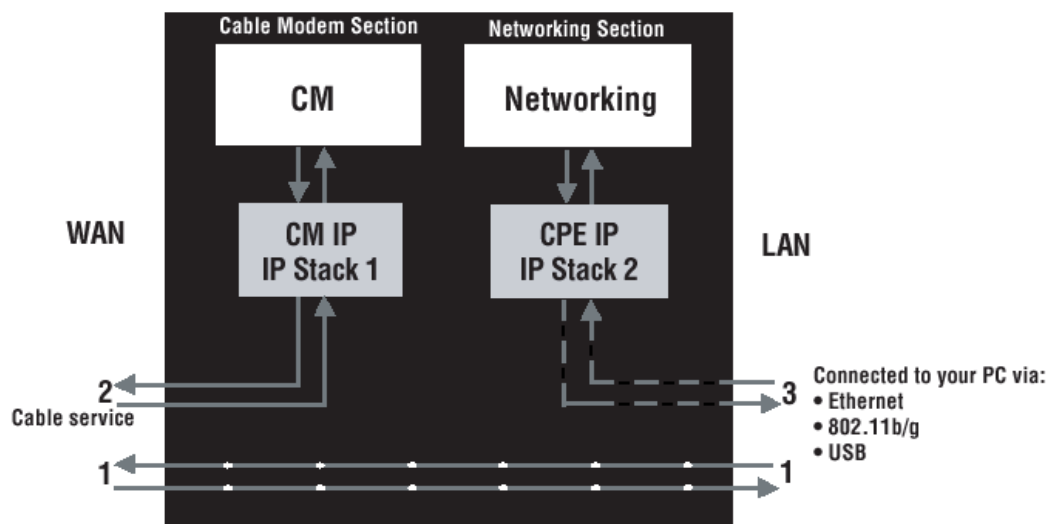 Cable Modem Section
Networking Section
CM
Networking
WAN
CM IP
IP Stack 1
CPE IP
IP Stack 2
LAN
2
Cable service
3
Connected to your PC via:
• Ethernet
• 802.11b/g
• USB
1
1